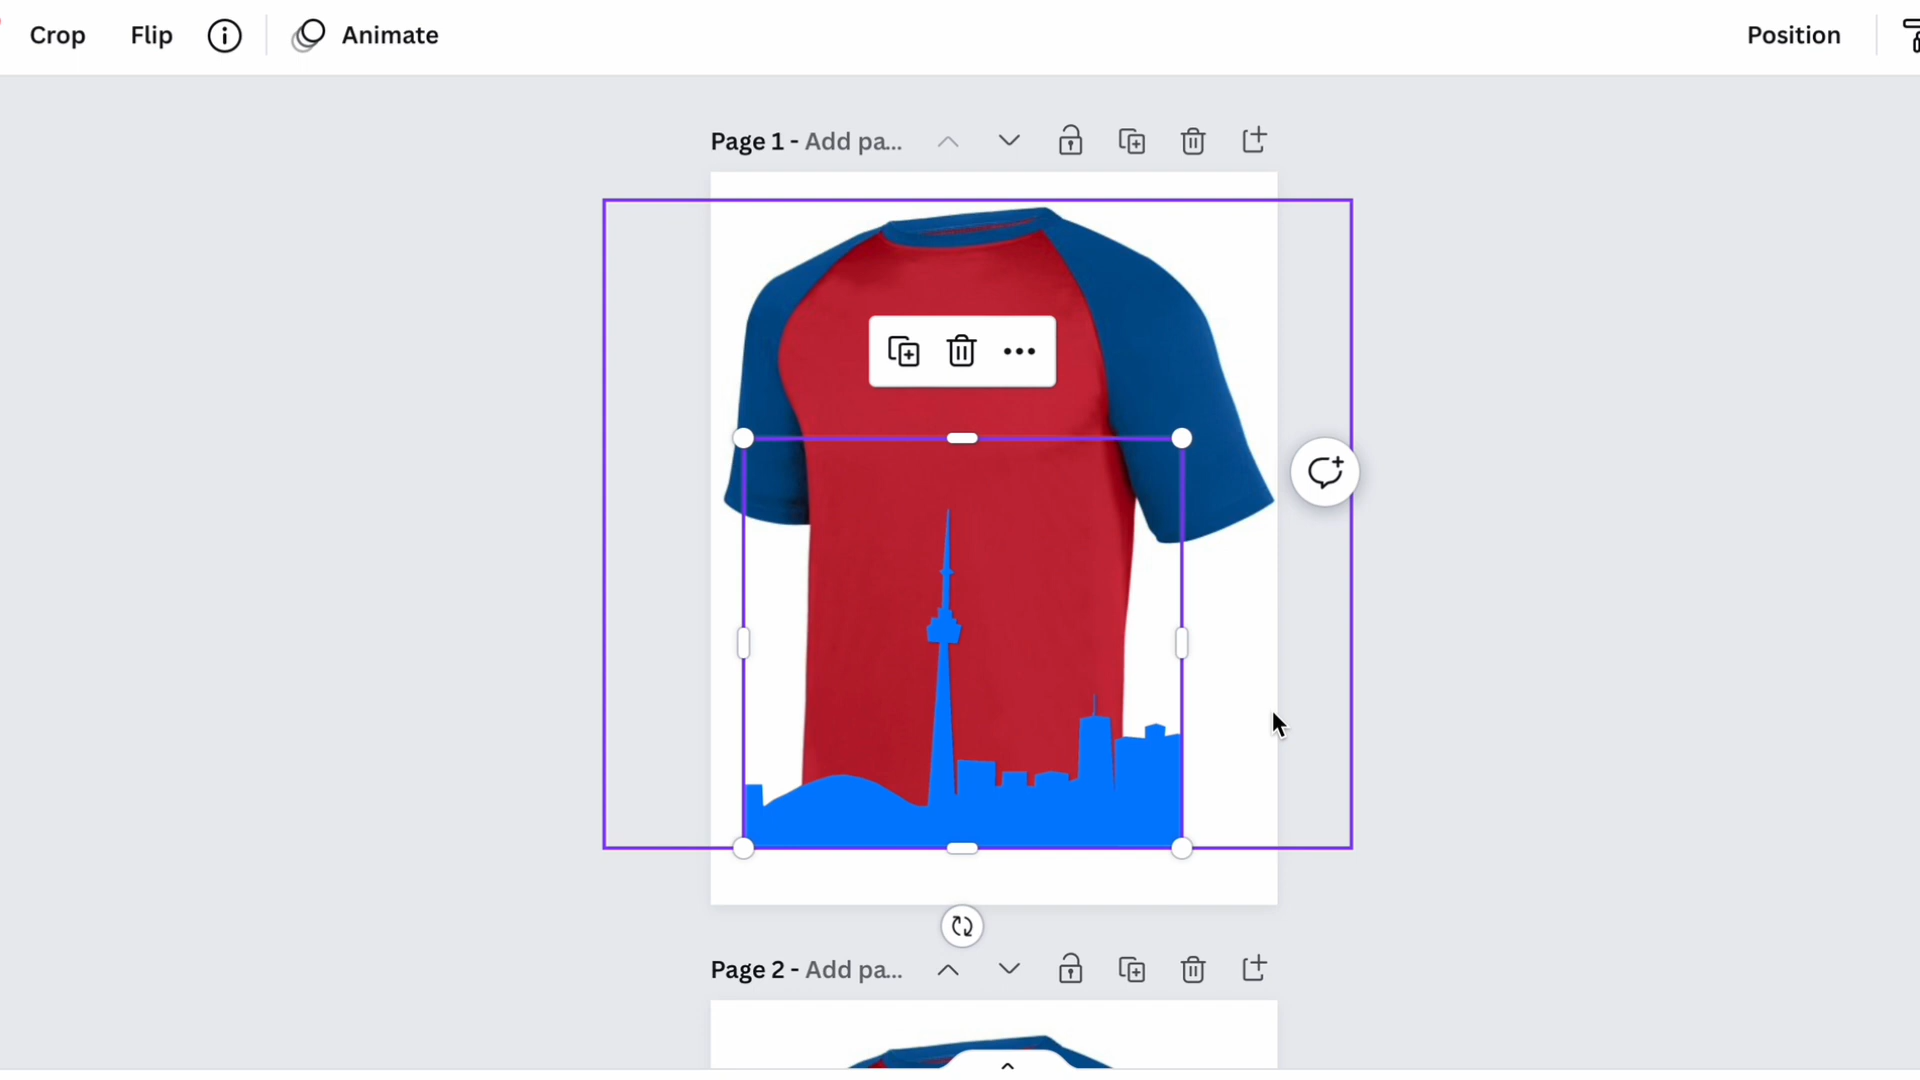 Crop Flip Animate Position
Page 1 - Add pa...
Page 2 - Add pa...